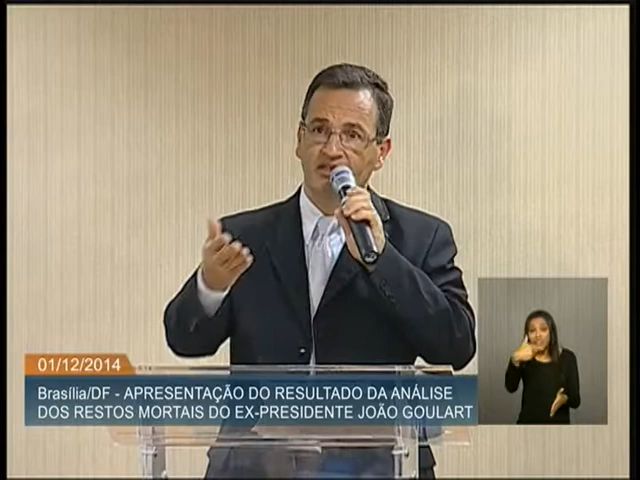 01/12/2014
Brasília/DF - APRESENTAÇÃO DO RESULTADO DA ANÁLISE
DOS RESTOS MORTAIS DO EX-PRESIDENTE JOÃO GOULART